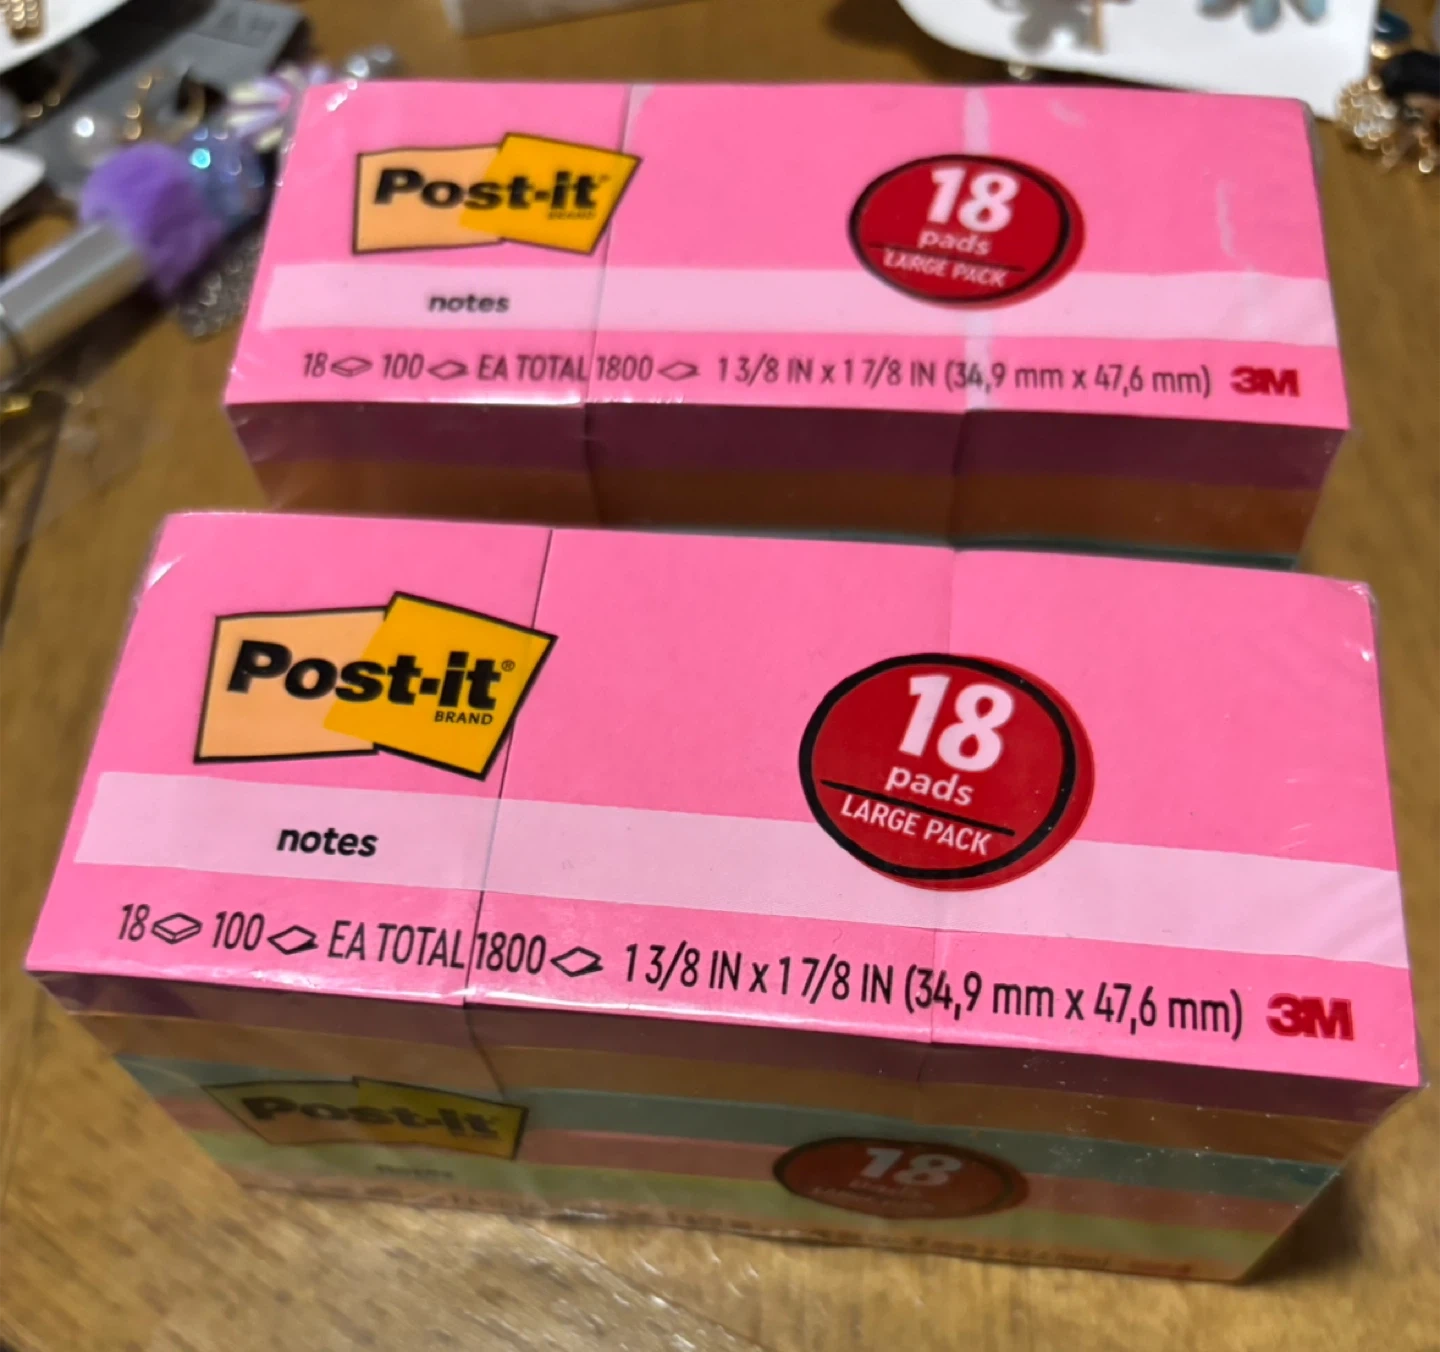 Post-it
BRAND
18
pads
LARGE PACK
notes
18 100 EA TOTAL 1800 1 3/8 IN x 1 7/8 IN (34,9 mm x 47,6 mm) 3M
Post-it®
BRAND
18
pads
LARGE PACK
notes
18 100 EA TOTAL 1800 1 3/8 IN x 1 7/8 IN (34,9 mm x 47,6 mm) 3M
Post-it
18